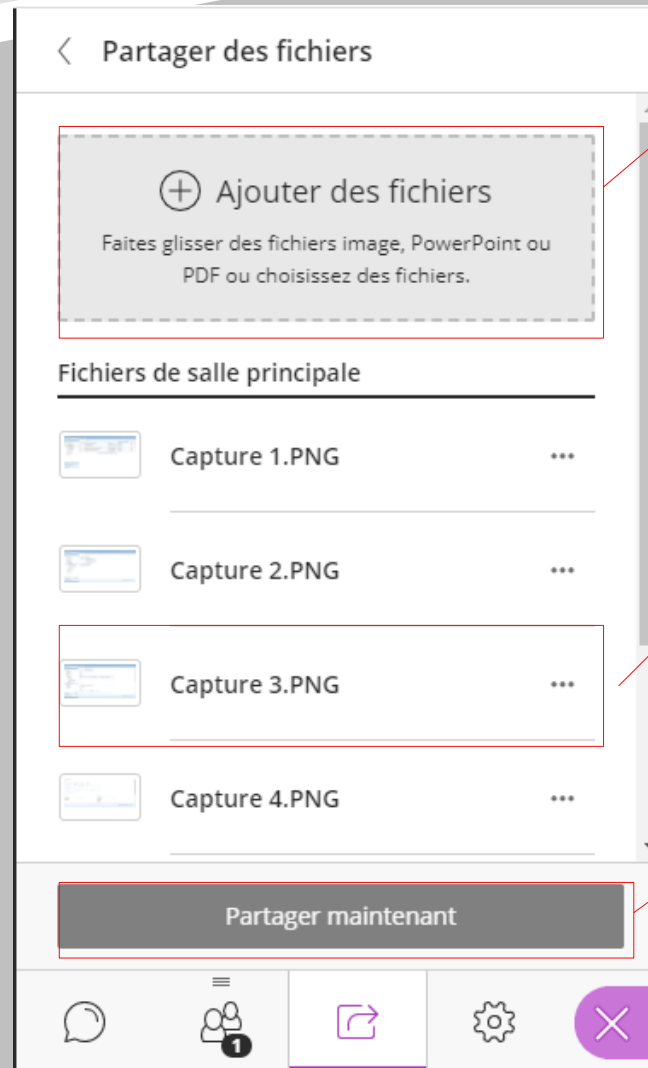 Partager des fichiers
Ajouter des fichiers
Faites glisser des fichiers image, PowerPoint ou
PDF ou choisissez des fichiers.
Fichiers de salle principale
Capture 1.PNG
Capture 2.PNG
Capture 3.PNG
Capture 4.PNG
Partager maintenant
1